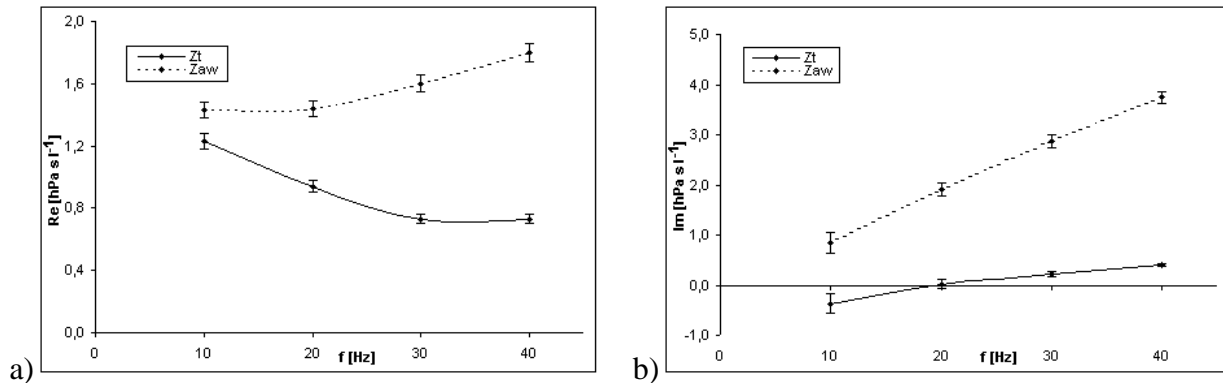 a)
Re [hPa s l⁻¹]
2,0
1,6
1,2
0,8
0,4
0,0
Zt
Zaw
0
10
20
30
40
f [Hz]
b)
Im [hPa s l⁻¹]
5,0
4,0
3,0
2,0
1,0
0,0
-1,0
Zt
Zaw
0
10
20
30
40
f [Hz]